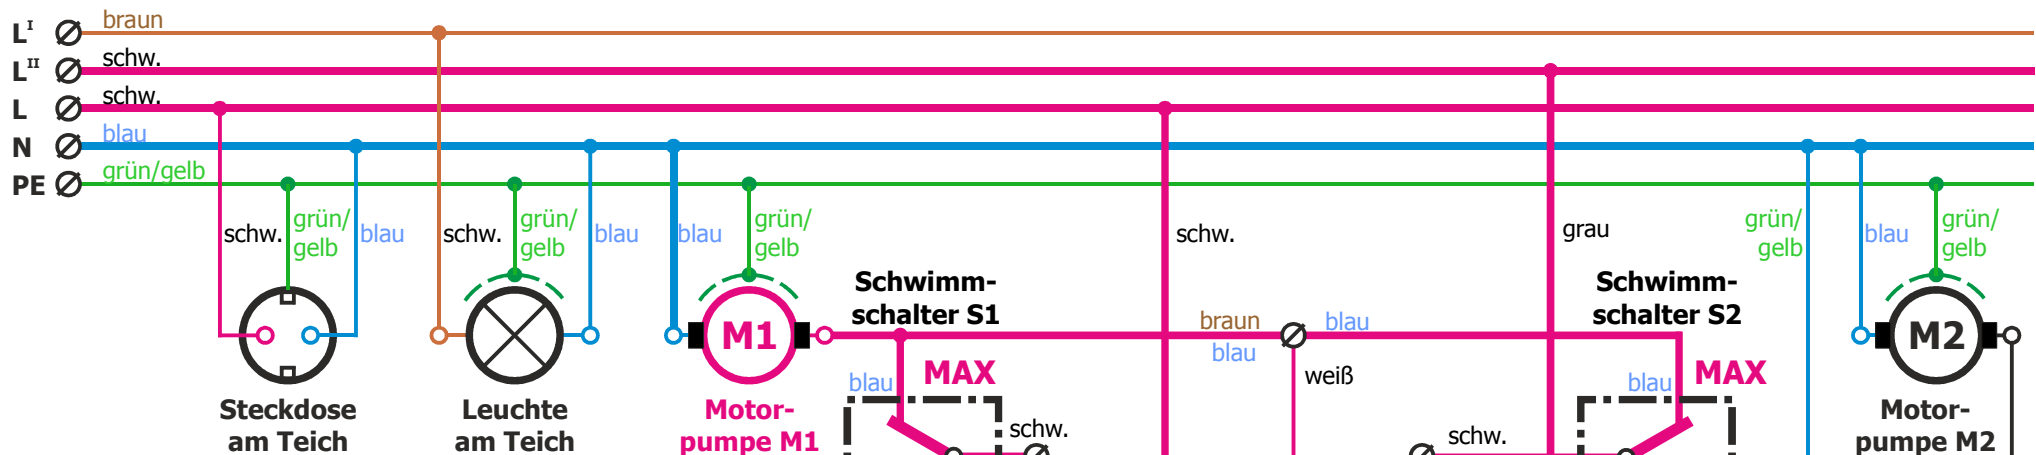 L^I braun
L^II schw.
L schw.
N blau
PE grün/gelb
schw.
grün/
gelb
blau
schw.
grün/
gelb
blau
blau
grün/
gelb
schw.
grau
grün/
gelb
blau
grün/
gelb
Schwimm-
schalter S1
Schwimm-
schalter S2
M1
braun
blau
blau
weiß
M2
blau
MAX
blau
MAX
Steckdose
am Teich
Leuchte
am Teich
Motor-
pumpe M1
schw.
schw.
Motor-
pumpe M2